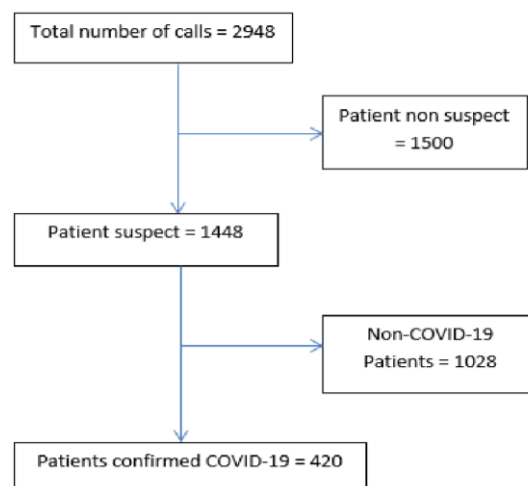 Total number of calls = 2948
Patient non suspect
= 1500
Patient suspect = 1448
Non-COVID-19
Patients = 1028
Patients confirmed COVID-19 = 420